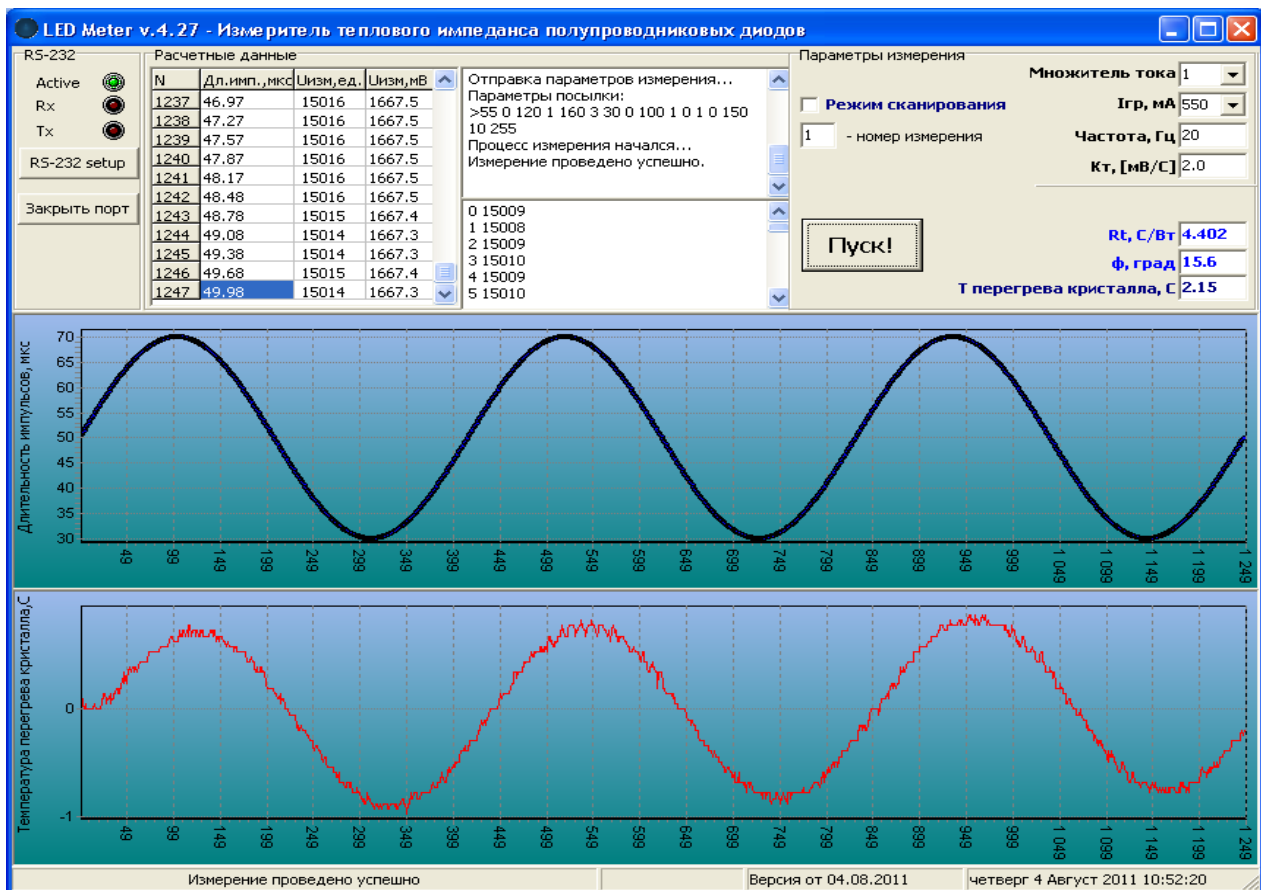 LED Meter v.4.27 - Измеритель теплового импеданса полупроводниковых диодов
RS-232
Active
Rx
Tx
RS-232 setup
Закрыть порт
Расчетные данные
N Дл.имп.,мкс Uизм,ед. Uизм,мВ
1237 46.97 15016 1667.5
1238 47.27 15016 1667.5
1239 47.57 15016 1667.5
1240 47.87 15016 1667.5
1241 48.17 15016 1667.5
1242 48.48 15016 1667.5
1243 48.78 15015 1667.4
1244 49.08 15014 1667.3
1245 49.38 15014 1667.3
1246 49.68 15015 1667.4
1247 49.98 15014 1667.3
Отправка параметров измерения...
Параметры посылки:
>55 0 120 1 160 3 30 0 100 1 0 1 0 150
10 255
Процесс измерения начался...
Измерение проведено успешно.
0 15009
1 15008
2 15009
3 15010
4 15009
5 15010
Параметры измерения
Множитель тока 1
Режим сканирования
Iгр, мА 550
1 - номер измерения
Частота, Гц 20
Кт, [мВ/С] 2.0
Пуск!
Rt, С/Вт 4.402
ф, град 15.6
Т перегрева кристалла, С 2.15
Длительность импульсов, мкс
70
65
60
55
50
45
40
35
30
49 99 149 199 249 299 349 399 449 499 549 599 649 699 749 799 849 899 949 999 1 049 1 099 1 149 1 199 1 249
Температура перегрева кристалла,С
0
-1
49 99 149 199 249 299 349 399 449 499 549 599 649 699 749 799 849 899 949 999 1 049 1 099 1 149 1 199 1 249
Измерение проведено успешно
Версия от 04.08.2011
четверг 4 Август 2011 10:52:20